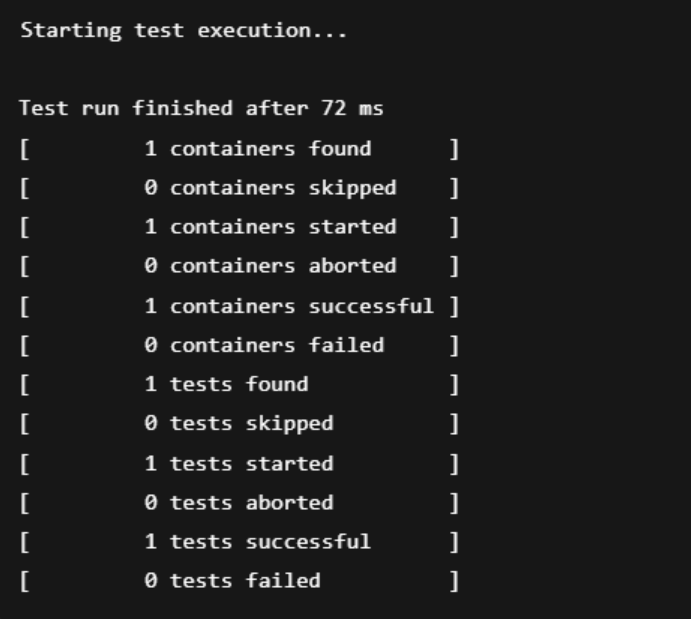 Starting test execution...
Test run finished after 72 ms
[         1 containers found      ]
[         0 containers skipped    ]
[         1 containers started    ]
[         0 containers aborted    ]
[         1 containers successful ]
[         0 containers failed     ]
[         1 tests found           ]
[         0 tests skipped         ]
[         1 tests started         ]
[         0 tests aborted         ]
[         1 tests successful      ]
[         0 tests failed          ]